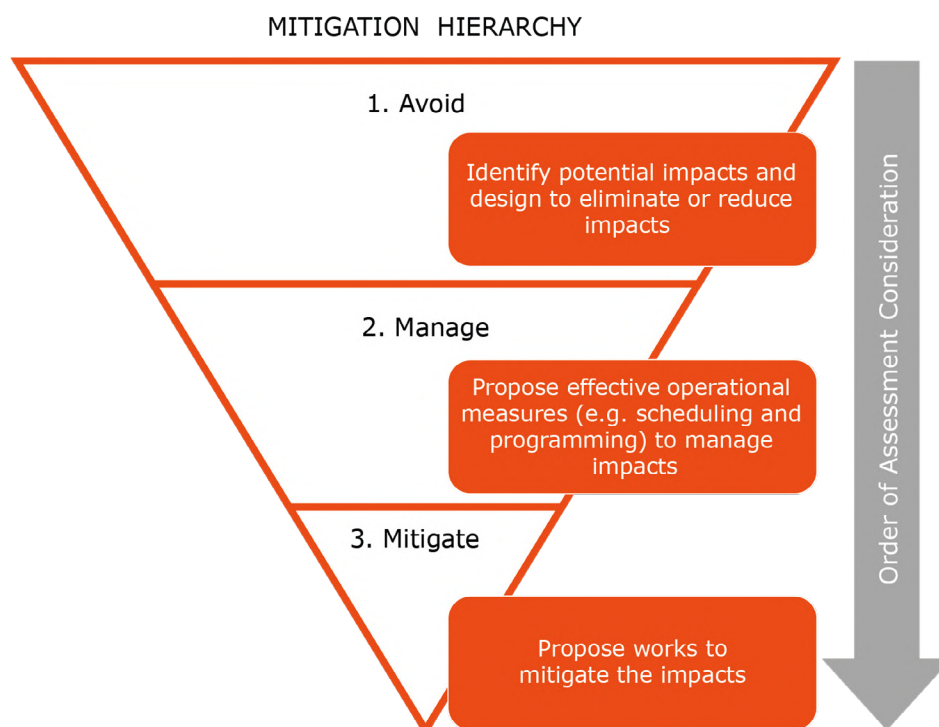 MITIGATION HIERARCHY
1. Avoid
Identify potential impacts and
design to eliminate or reduce
impacts
2. Manage
Propose effective operational
measures (e.g. scheduling and
programming) to manage
impacts
3. Mitigate
Propose works to
mitigate the impacts
Order of Assessment Consideration